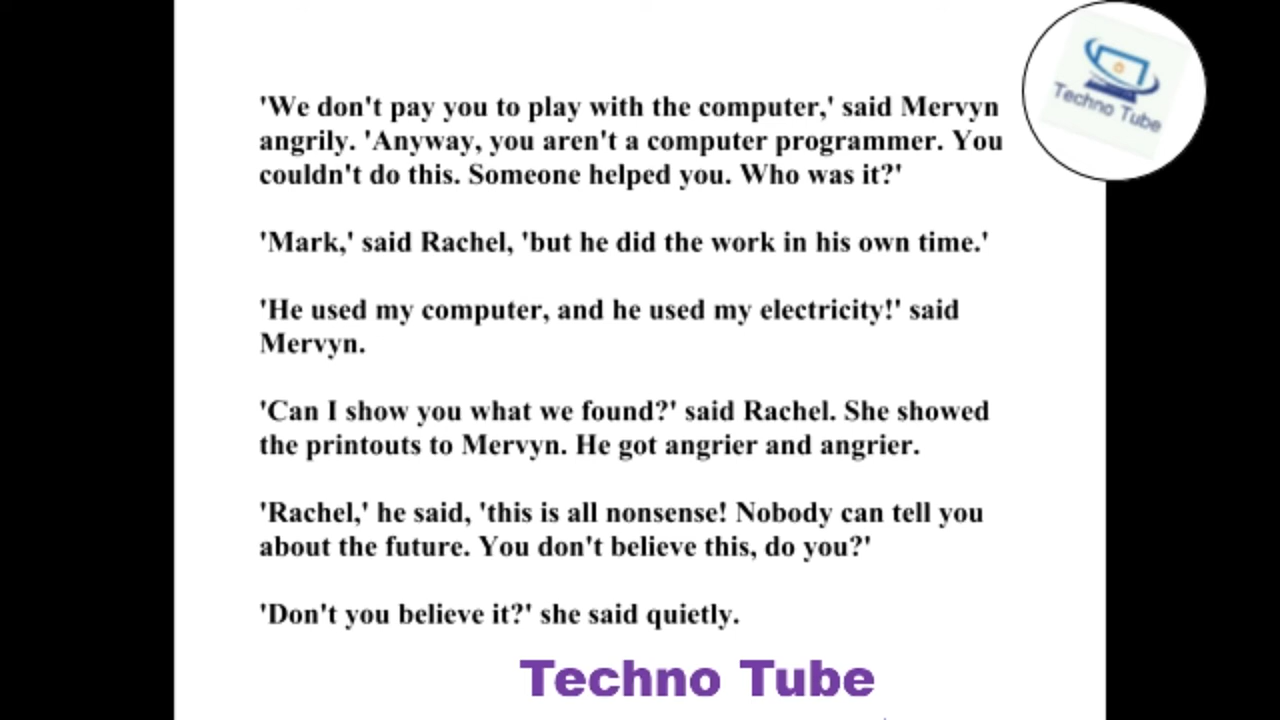 'We don't pay you to play with the computer,' said Mervyn
angrily. 'Anyway, you aren't a computer programmer. You
couldn't do this. Someone helped you. Who was it?'
'Mark,' said Rachel, 'but he did the work in his own time.'
'He used my computer, and he used my electricity!' said
Mervyn.
'Can I show you what we found?' said Rachel. She showed
the printouts to Mervyn. He got angrier and angrier.
'Rachel,' he said, 'this is all nonsense! Nobody can tell you
about the future. You don't believe this, do you?'
'Don't you believe it?' she said quietly.
Techno Tube
Techno Tube